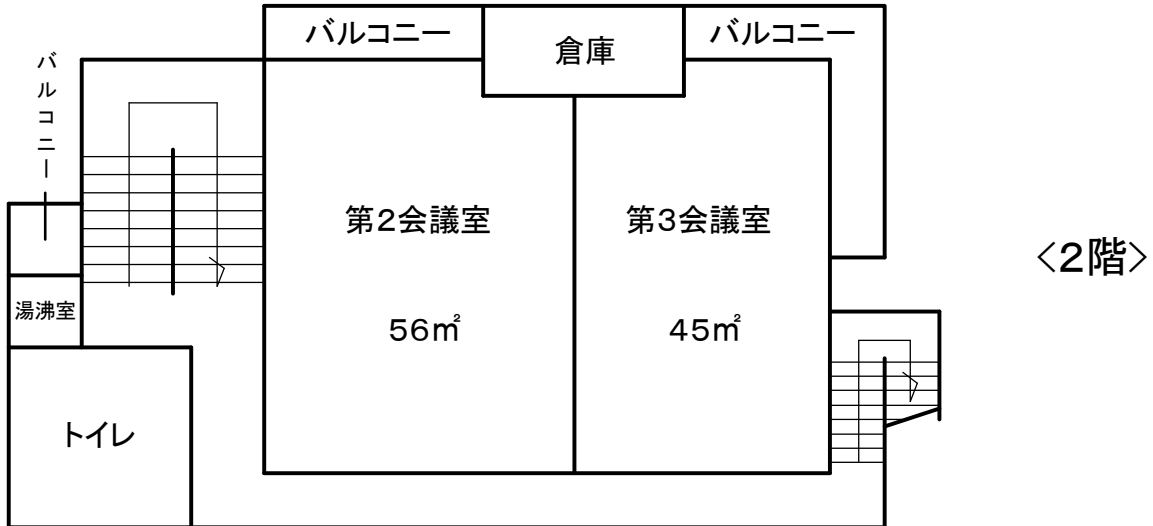 バルコニー
倉庫
バルコニー
バルコニー
第2会議室
第3会議室
<2階>
湯沸室
56㎡
45㎡
トイレ